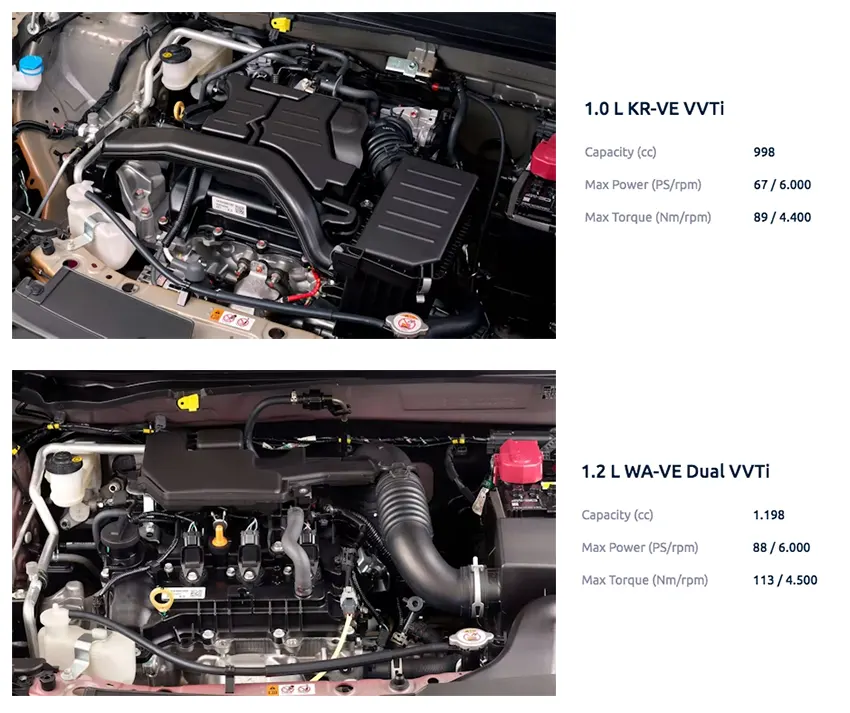 1.0 L KR-VE VVTi
Capacity (cc) 998
Max Power (PS/rpm) 67 / 6.000
Max Torque (Nm/rpm) 89 / 4.400
1.2 L WA-VE Dual VVTi
Capacity (cc) 1.198
Max Power (PS/rpm) 88 / 6.000
Max Torque (Nm/rpm) 113 / 4.500